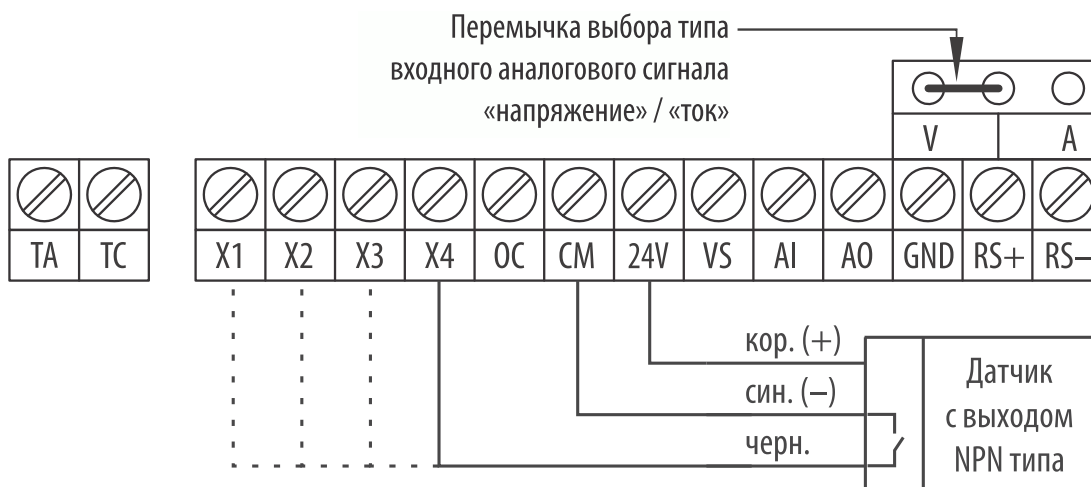 Перемычка выбора типа
входного аналогового сигнала
«напряжение» / «ток»
V A
TA TC X1 X2 X3 X4 OC CM 24V VS AI AO GND RS+ RS–
кор. (+)
син. (–)
черн.
Датчик
с выходом
NPN типа